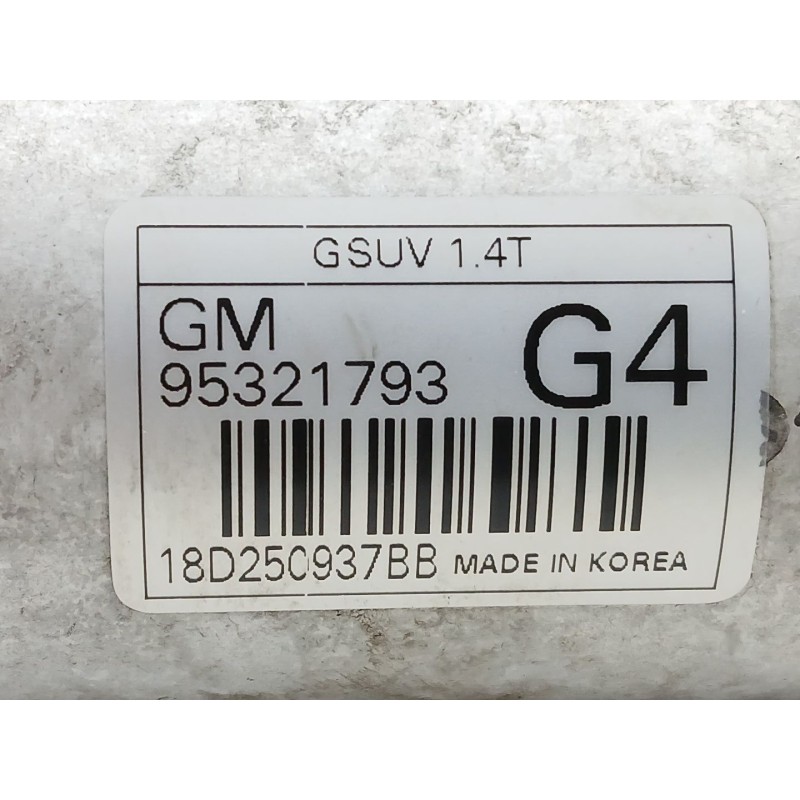 GSUV 1.4T
GM
95321793
G4
18D250937BB MADE IN KOREA